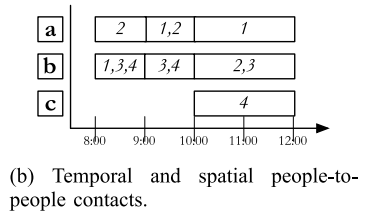 a 2 1,2 1
b 1,3,4 3,4 2,3
c 4
8:00 9:00 10:00 11:00 12:00
(b) Temporal and spatial people-to-
people contacts.